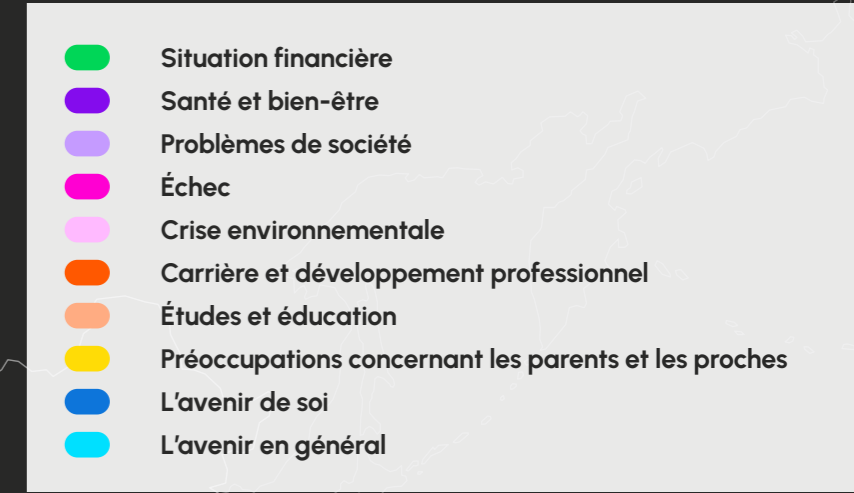 Situation financière
Santé et bien-être
Problèmes de société
Échec
Crise environnementale
Carrière et développement professionnel
Études et éducation
Préoccupations concernant les parents et les proches
L’avenir de soi
L’avenir en général